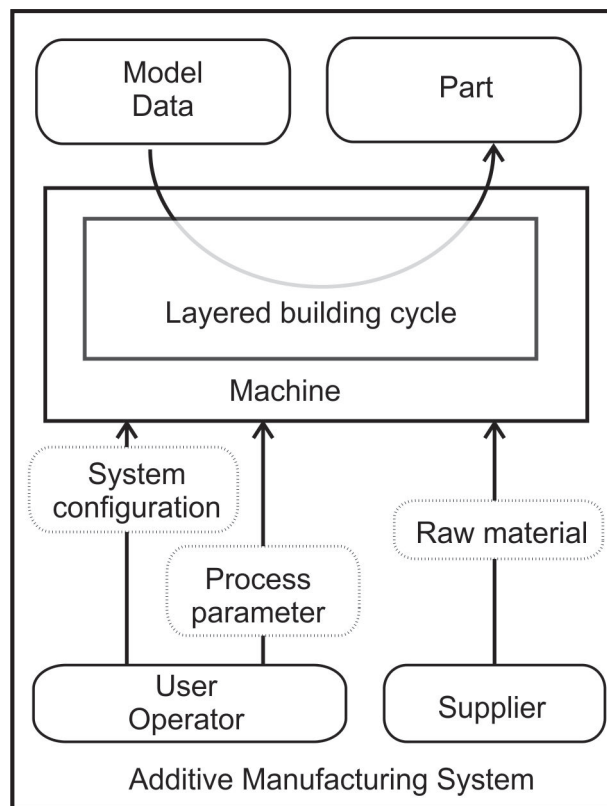 Model
Data
Part
Layered building cycle
Machine
System
configuration
Process
parameter
Raw material
User
Operator
Supplier
Additive Manufacturing System